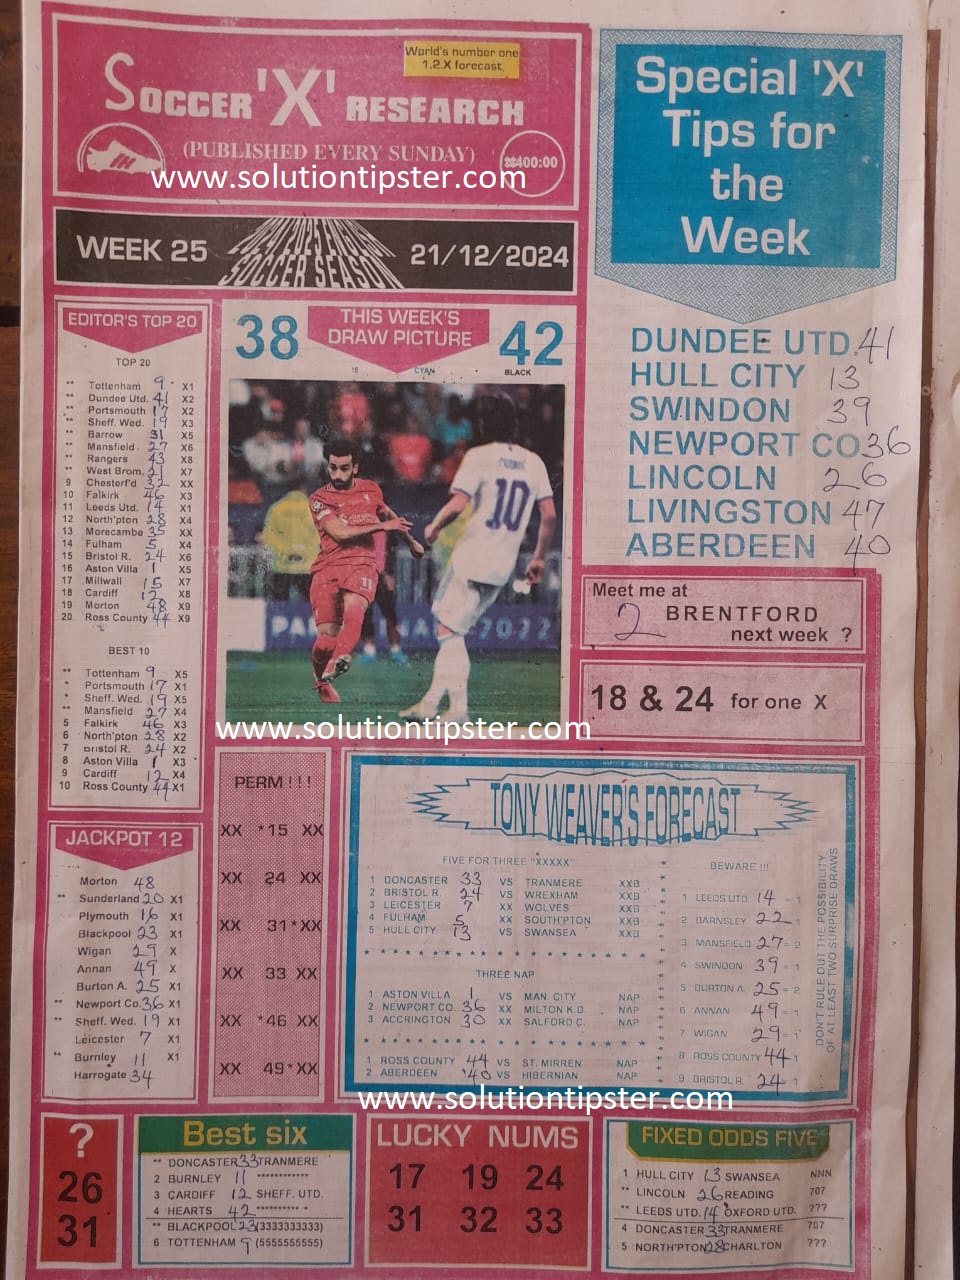 World's number one
1.2.X forecast
SOCCER 'X' RESEARCH
(PUBLISHED EVERY SUNDAY)
₦400:00
www.solutiontipster.com
WEEK 25
2024/2025 ENGLISH
SOCCER SEASON
21/12/2024
Special 'X'
Tips for
the
Week
DUNDEE UTD. 41
HULL CITY 13
SWINDON 39
NEWPORT CO 36
LINCOLN 26
LIVINGSTON 47
ABERDEEN 40
EDITOR'S TOP 20
TOP 20
** Tottenham 9 X1
** Dundee Utd. 41 X2
** Portsmouth 17 X2
** Sheff. Wed. 19 X3
** Barrow 31 X5
** Mansfield 27 X6
** Rangers 43 X8
** West Brom. 21 X7
9 Chesterf'd 32 XX
10 Falkirk 46 X3
11 Leeds Utd. 14 X1
12 North'pton 28 X4
13 Morecambe 35 XX
14 Fulham 5 X4
15 Bristol R. 24 X6
16 Aston Villa 1 X5
17 Millwall 15 X7
18 Cardiff 12 X8
19 Morton 48 X9
20 Ross County 44 X9
BEST 10
** Tottenham 9 X5
* Portsmouth 17 X1
* Sheff. Wed. 19 X5
** Mansfield 27 X4
5 Falkirk 46 X3
6 North'pton 28 X2
7 Bristol R. 24 X2
8 Aston Villa 1 X3
9 Cardiff 12 X4
10 Ross County 44 X1
38
THIS WEEK'S
DRAW PICTURE
42
CYAN
BLACK
10
11
2022
Meet me at
2 BRENTFORD
next week ?
18 & 24 for one X
www.solutiontipster.com
JACKPOT 12
Morton 48
** Sunderland 20 X1
Plymouth 16 X1
Blackpool 23 X1
Wigan 29 X
Annan 49 X
Burton A. 25 X1
** Newport Co. 36 X1
** Sheff. Wed. 19 X1
Leicester 7 X1
** Burnley 11 X1
Harrogate 34
PERM !!!
XX *15 XX
XX 24 XX
XX 31*XX
XX 33 XX
XX *46 XX
XX 49*XX
TONY WEAVER'S FORECAST
FIVE FOR THREE "XXXXX"
1 DONCASTER 33 VS TRANMERE XXB
2 BRISTOL R. 24 VS WREXHAM XXB
3 LEICESTER 7 XX WOLVES XXB
4 FULHAM 5 XX SOUTH'PTON XXB
5 HULL CITY 13 VS SWANSEA XXB
THREE NAP
1 ASTON VILLA 1 VS MAN. CITY NAP
2 NEWPORT CO. 36 XX MILTON K.D. NAP
3 ACCRINGTON 30 XX SALFORD C. NAP
1 ROSS COUNTY 44 VS ST. MIRREN NAP
2 ABERDEEN 40 VS HIBERNIAN NAP
BEWARE !!!
1 LEEDS UTD 14 = 1
2 BARNSLEY 22 1
3 MANSFIELD 27 = 2
4 SWINDON 39 = 1
5 BURTON A. 25 = 2
6 ANNAN 49 = 1
7 WIGAN 29 = 1
8 ROSS COUNTY 44 1
9 BRISTOL R. 24 1
DON'T RULE OUT THE POSSIBILITY
OF AT LEAST TWO SURPRISE DRAWS
www.solutiontipster.com
?
26
31
Best six
** DONCASTER 33 TRANMERE
2 BURNLEY 11 ************
3 CARDIFF 12 SHEFF. UTD.
4 HEARTS 42 **********
** BLACKPOOL 23 (3333333333)
6 TOTTENHAM 9 (5555555555)
LUCKY NUMS
17 19 24
31 32 33
FIXED ODDS FIVE
1 HULL CITY 13 SWANSEA NNN
** LINCOLN 26 READING 707
** LEEDS UTD. 14 OXFORD UTD. ???
4 DONCASTER 33 TRANMERE 707
5 NORTH'PTON 28 CHARLTON ???